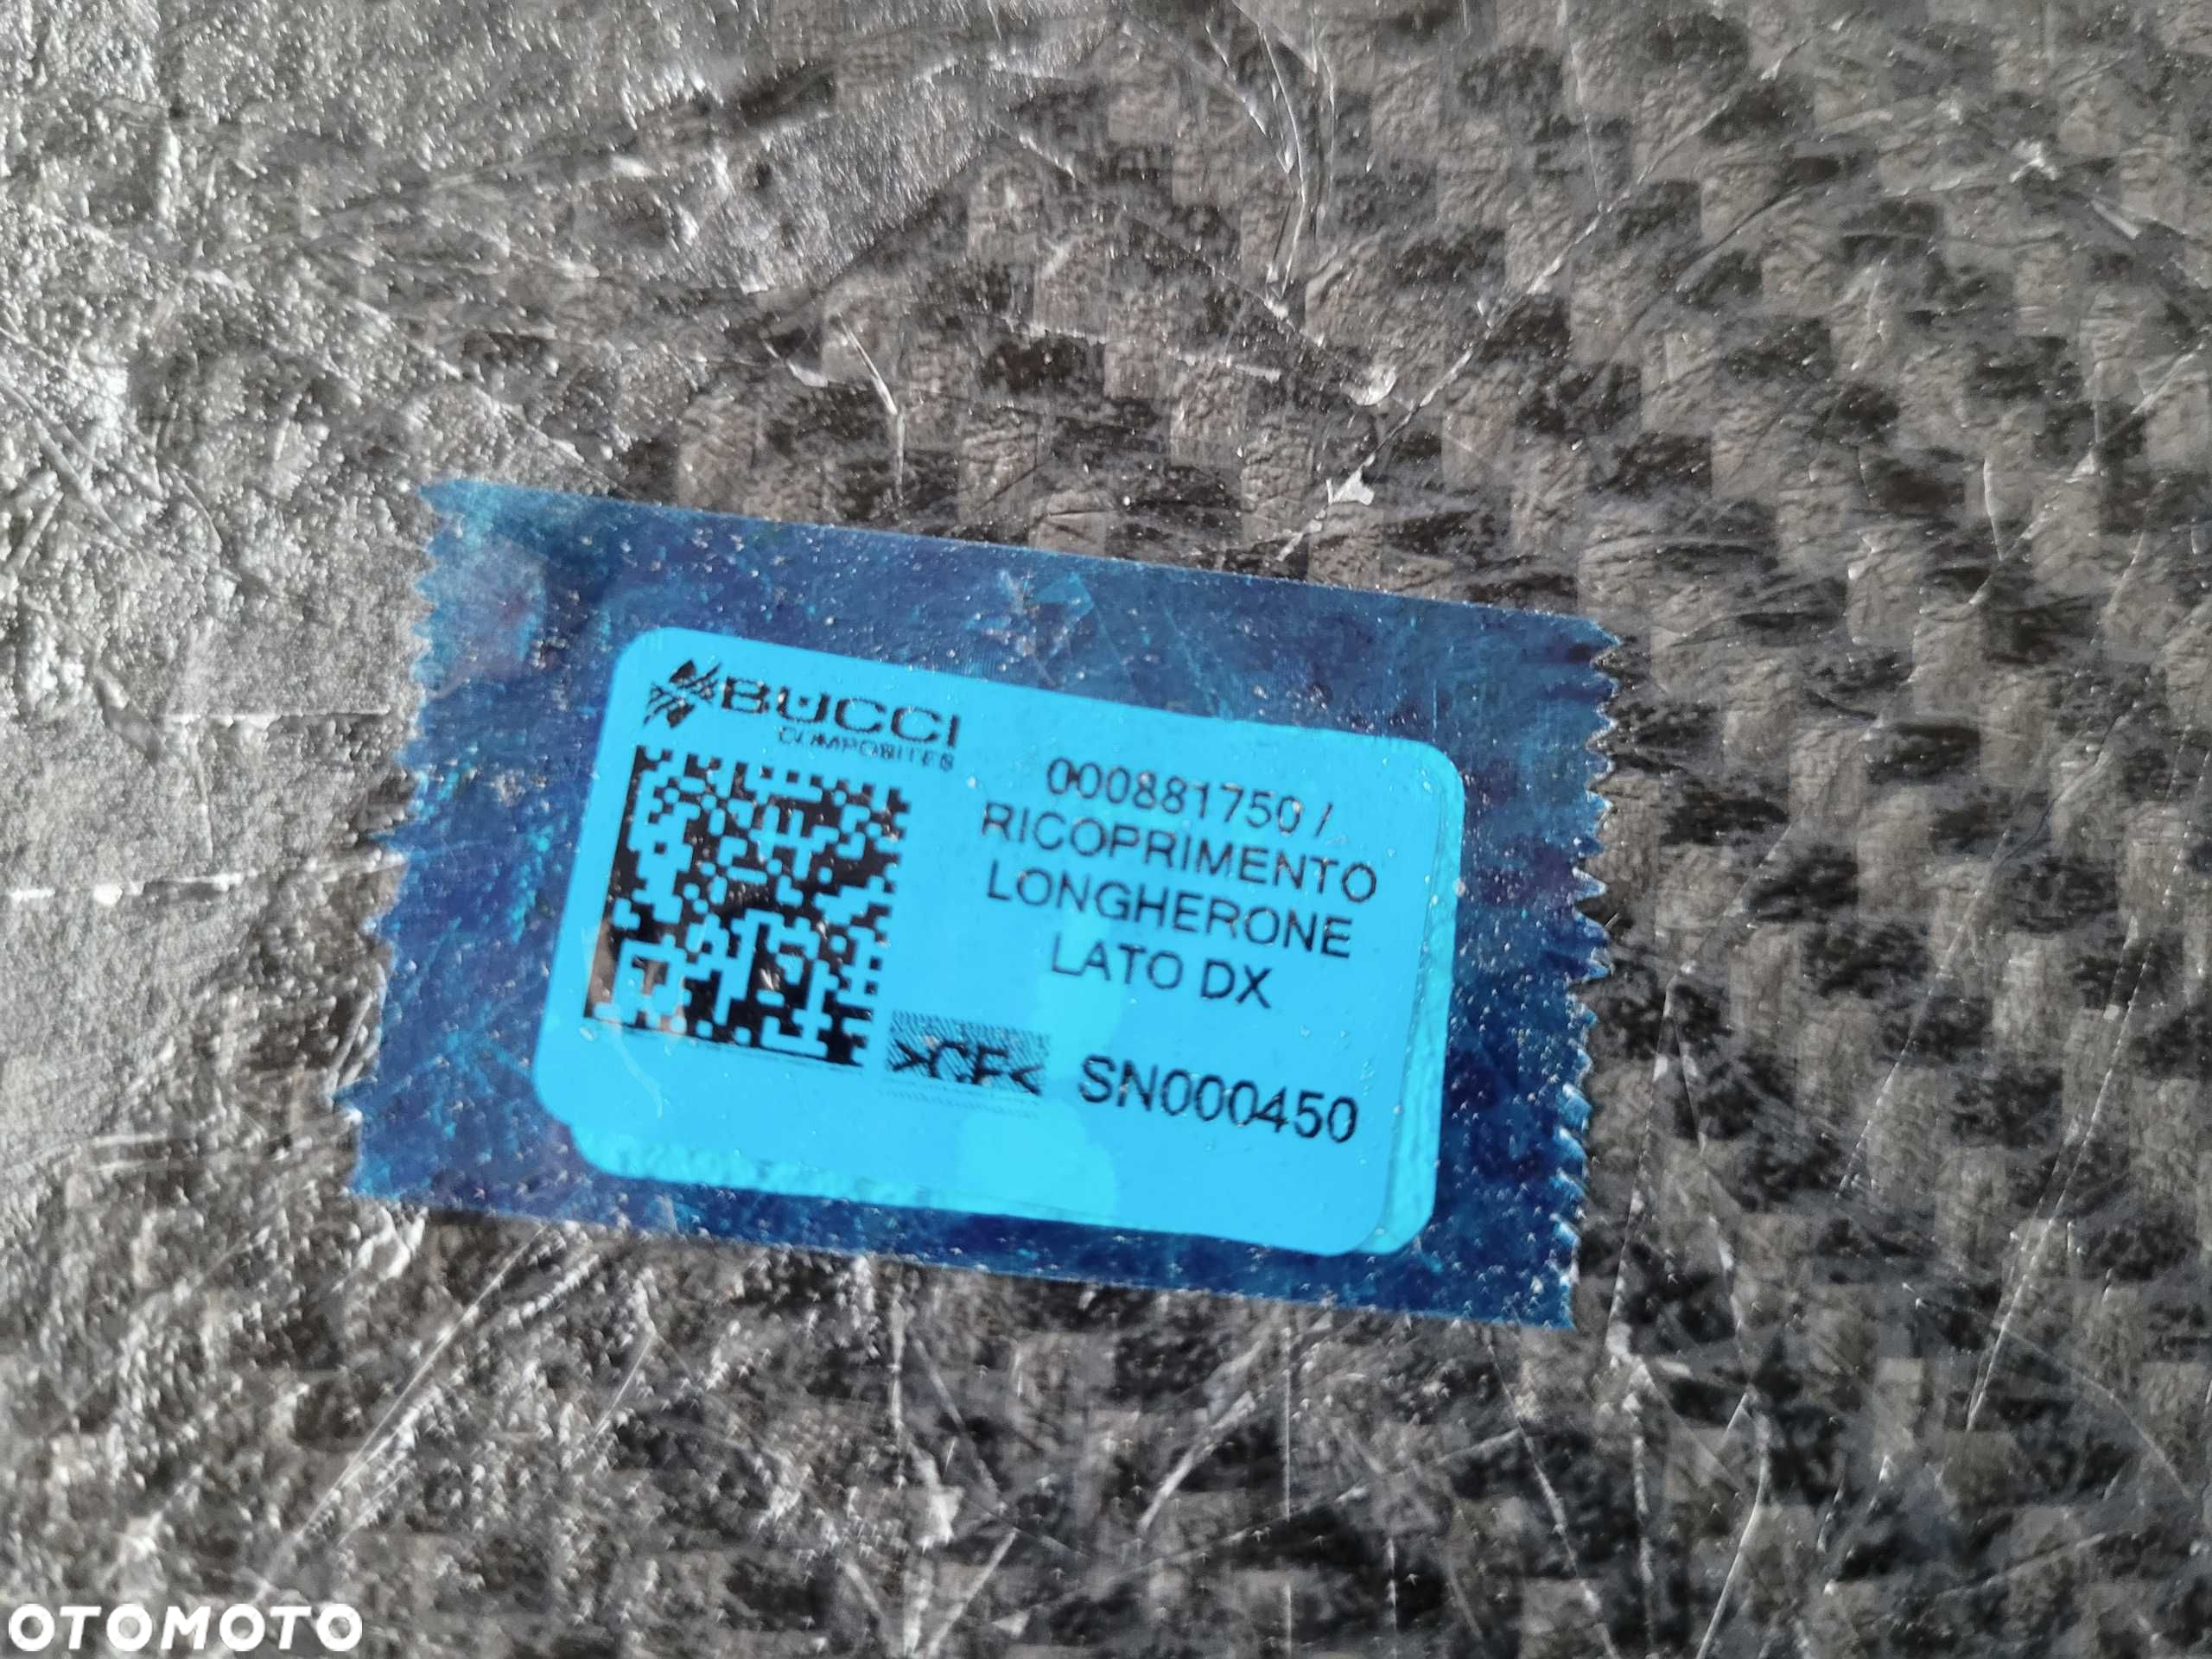 BUCCI
COMPOSITES
000881750 /
RICOPRIMENTO
LONGHERONE
LATO DX
>CF<
SN000450
OTOMOTO